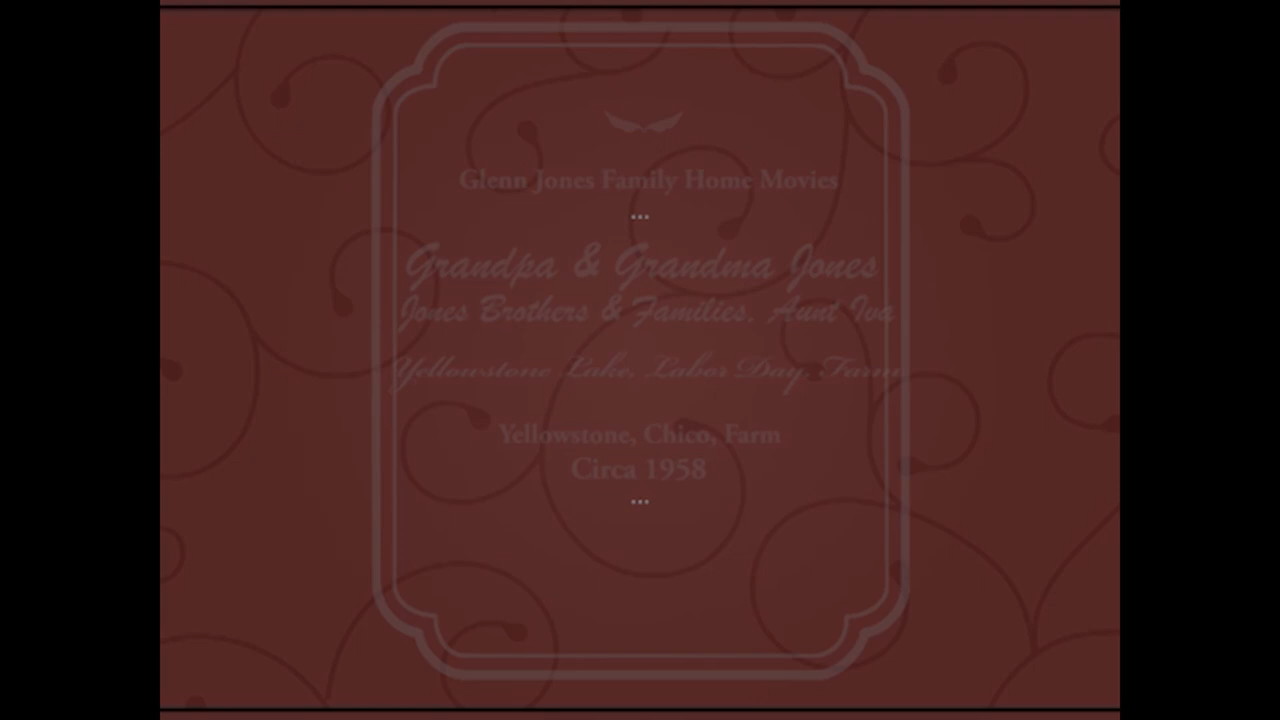 Glenn Jones Family Home Movies
...
Grandpa & Grandma Jones
Jones Brothers & Families, Aunt Iva
Yellowstone Lake, Labor Day, Farm
Yellowstone, Chico, Farm
Circa 1958
...